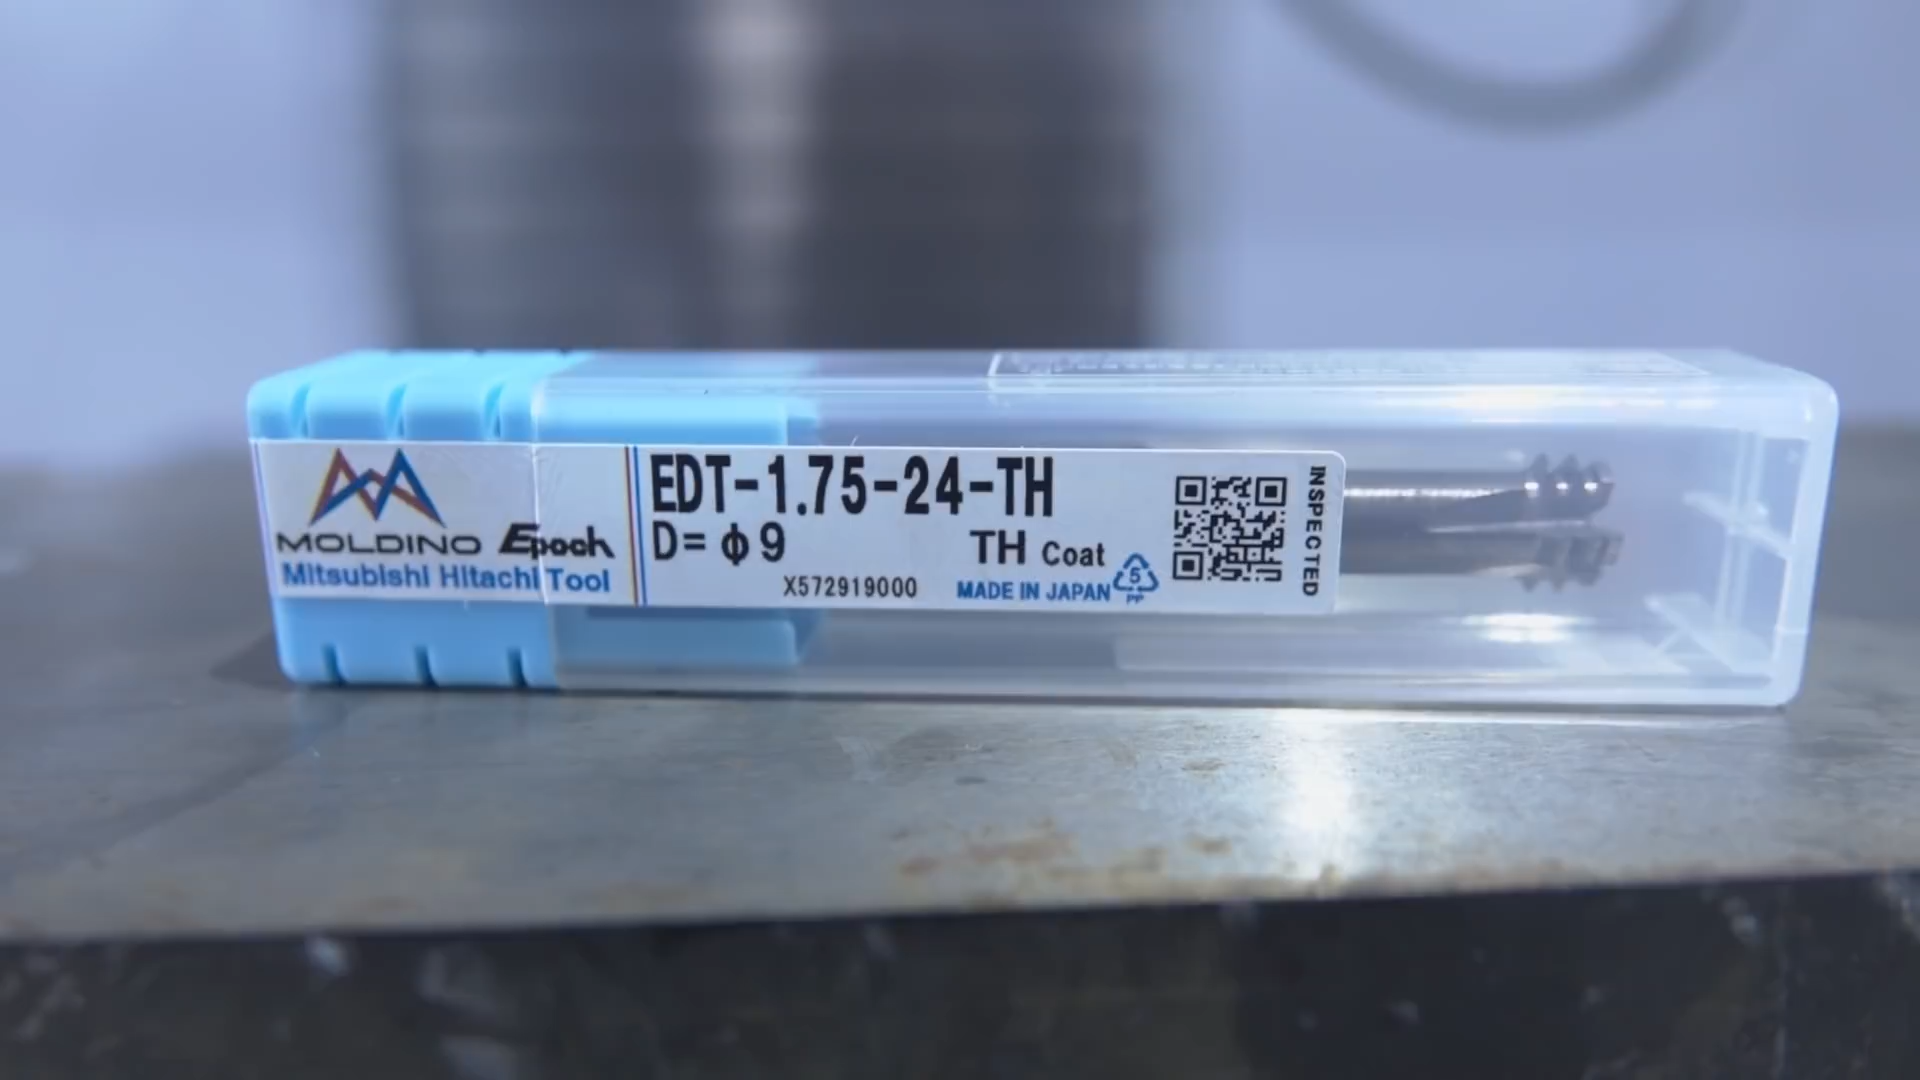 MOLDINO Epoch
Mitsubishi Hitachi Tool
EDT-1.75-24-TH
D= φ9 TH Coat
X572919000 MADE IN JAPAN 5
PP
INSPECTED